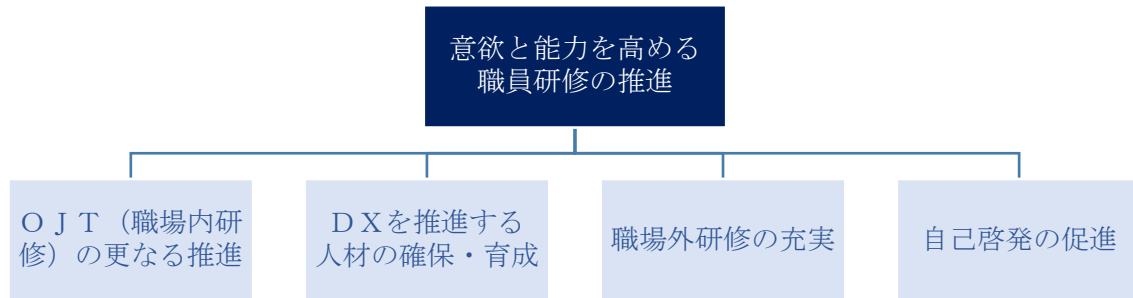 意欲と能力を高める
職員研修の推進
ＯＪＴ（職場内研
修）の更なる推進
ＤＸを推進する
人材の確保・育成
職場外研修の充実
自己啓発の促進